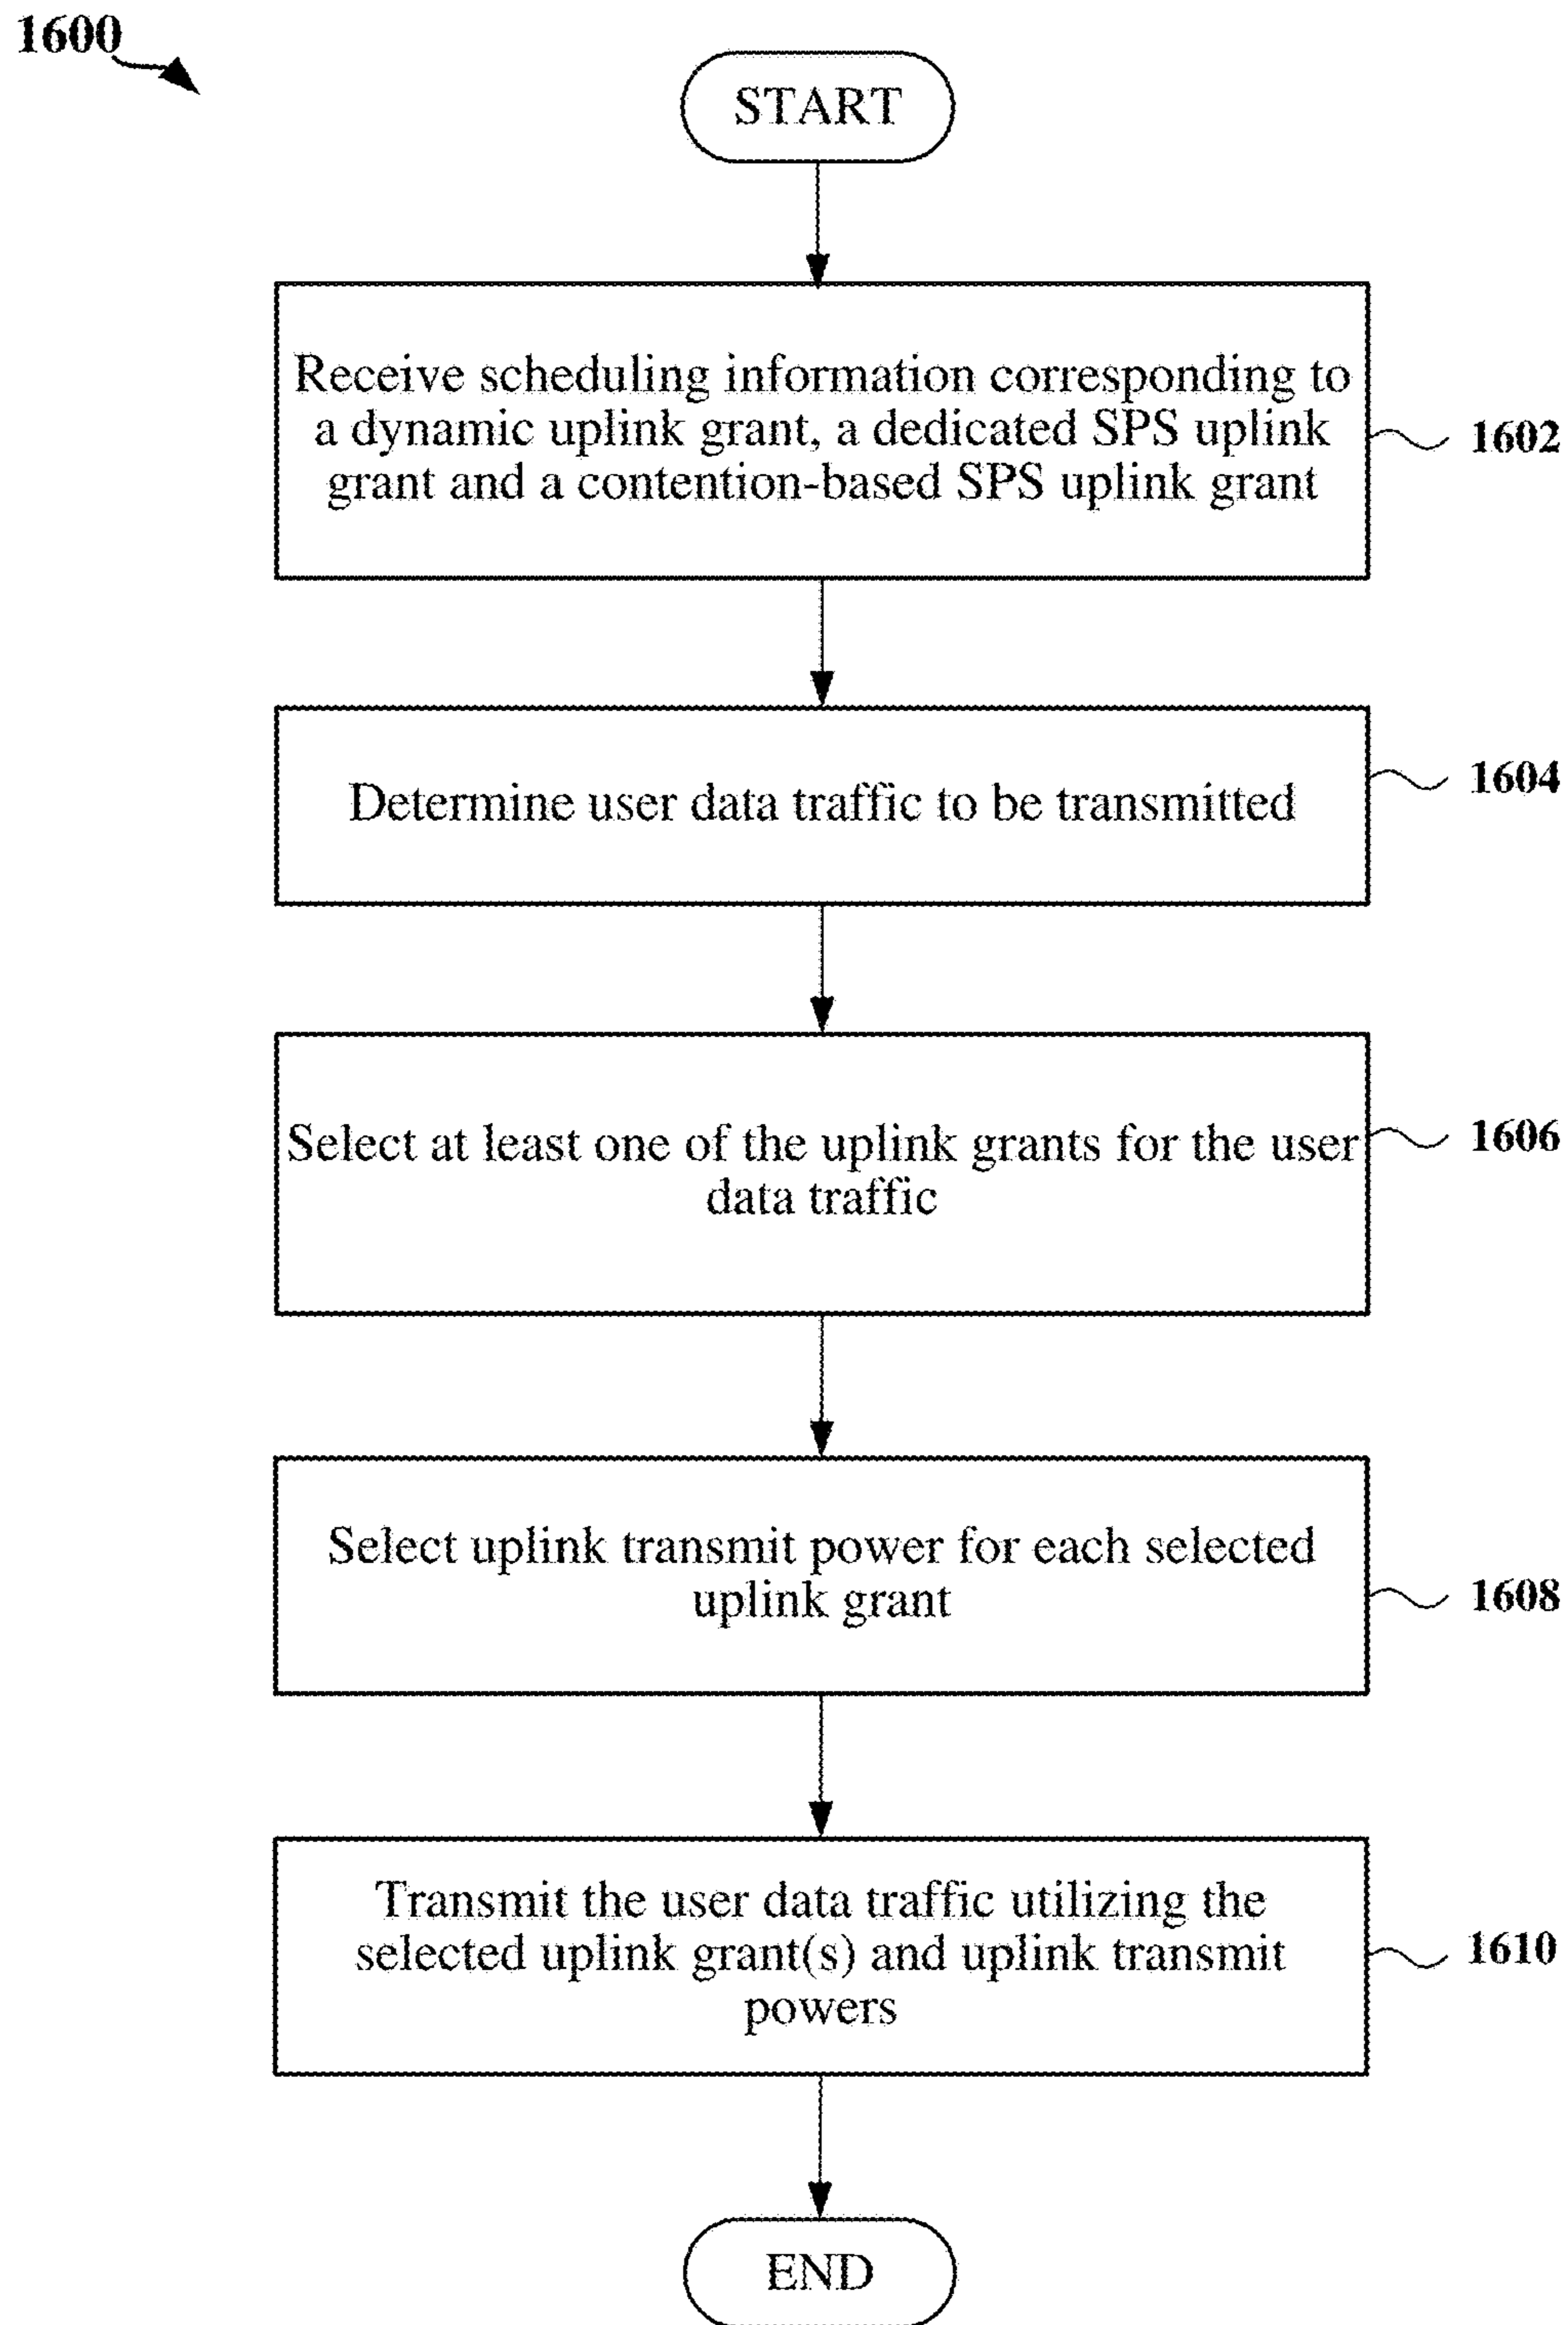 1600
START
Receive scheduling information corresponding to
a dynamic uplink grant, a dedicated SPS uplink
grant and a contention-based SPS uplink grant
1602
Determine user data traffic to be transmitted
1604
Select at least one of the uplink grants for the user
data traffic
1606
Select uplink transmit power for each selected
uplink grant
1608
Transmit the user data traffic utilizing the
selected uplink grant(s) and uplink transmit
powers
1610
END